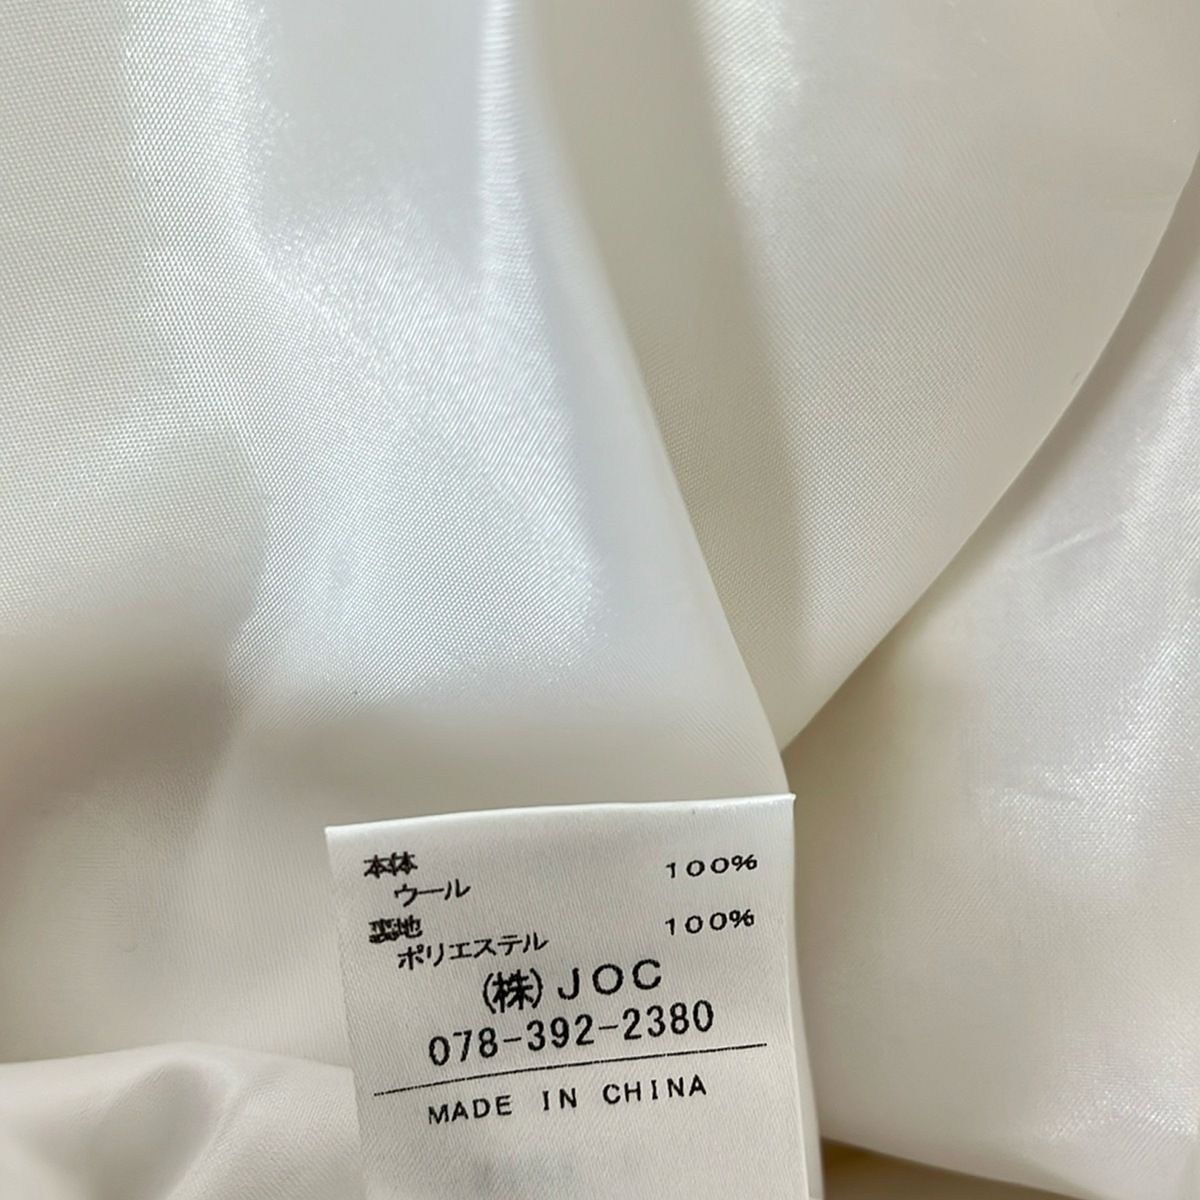 本体
ウール 100%
裏地
ポリエステル 100%
(株)JOC
078-392-2380
MADE IN CHINA